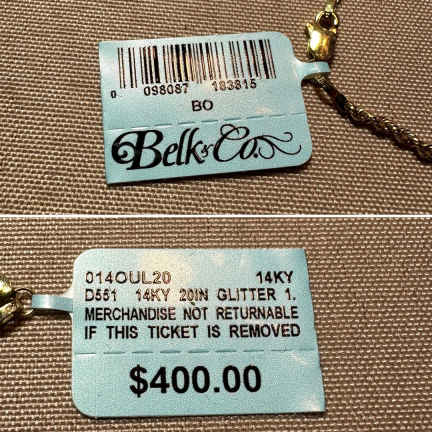 0 098087 183815
BO
Belk & Co.
014OUL20 14KY
D551 14KY 20IN GLITTER 1.
MERCHANDISE NOT RETURNABLE
IF THIS TICKET IS REMOVED
$400.00